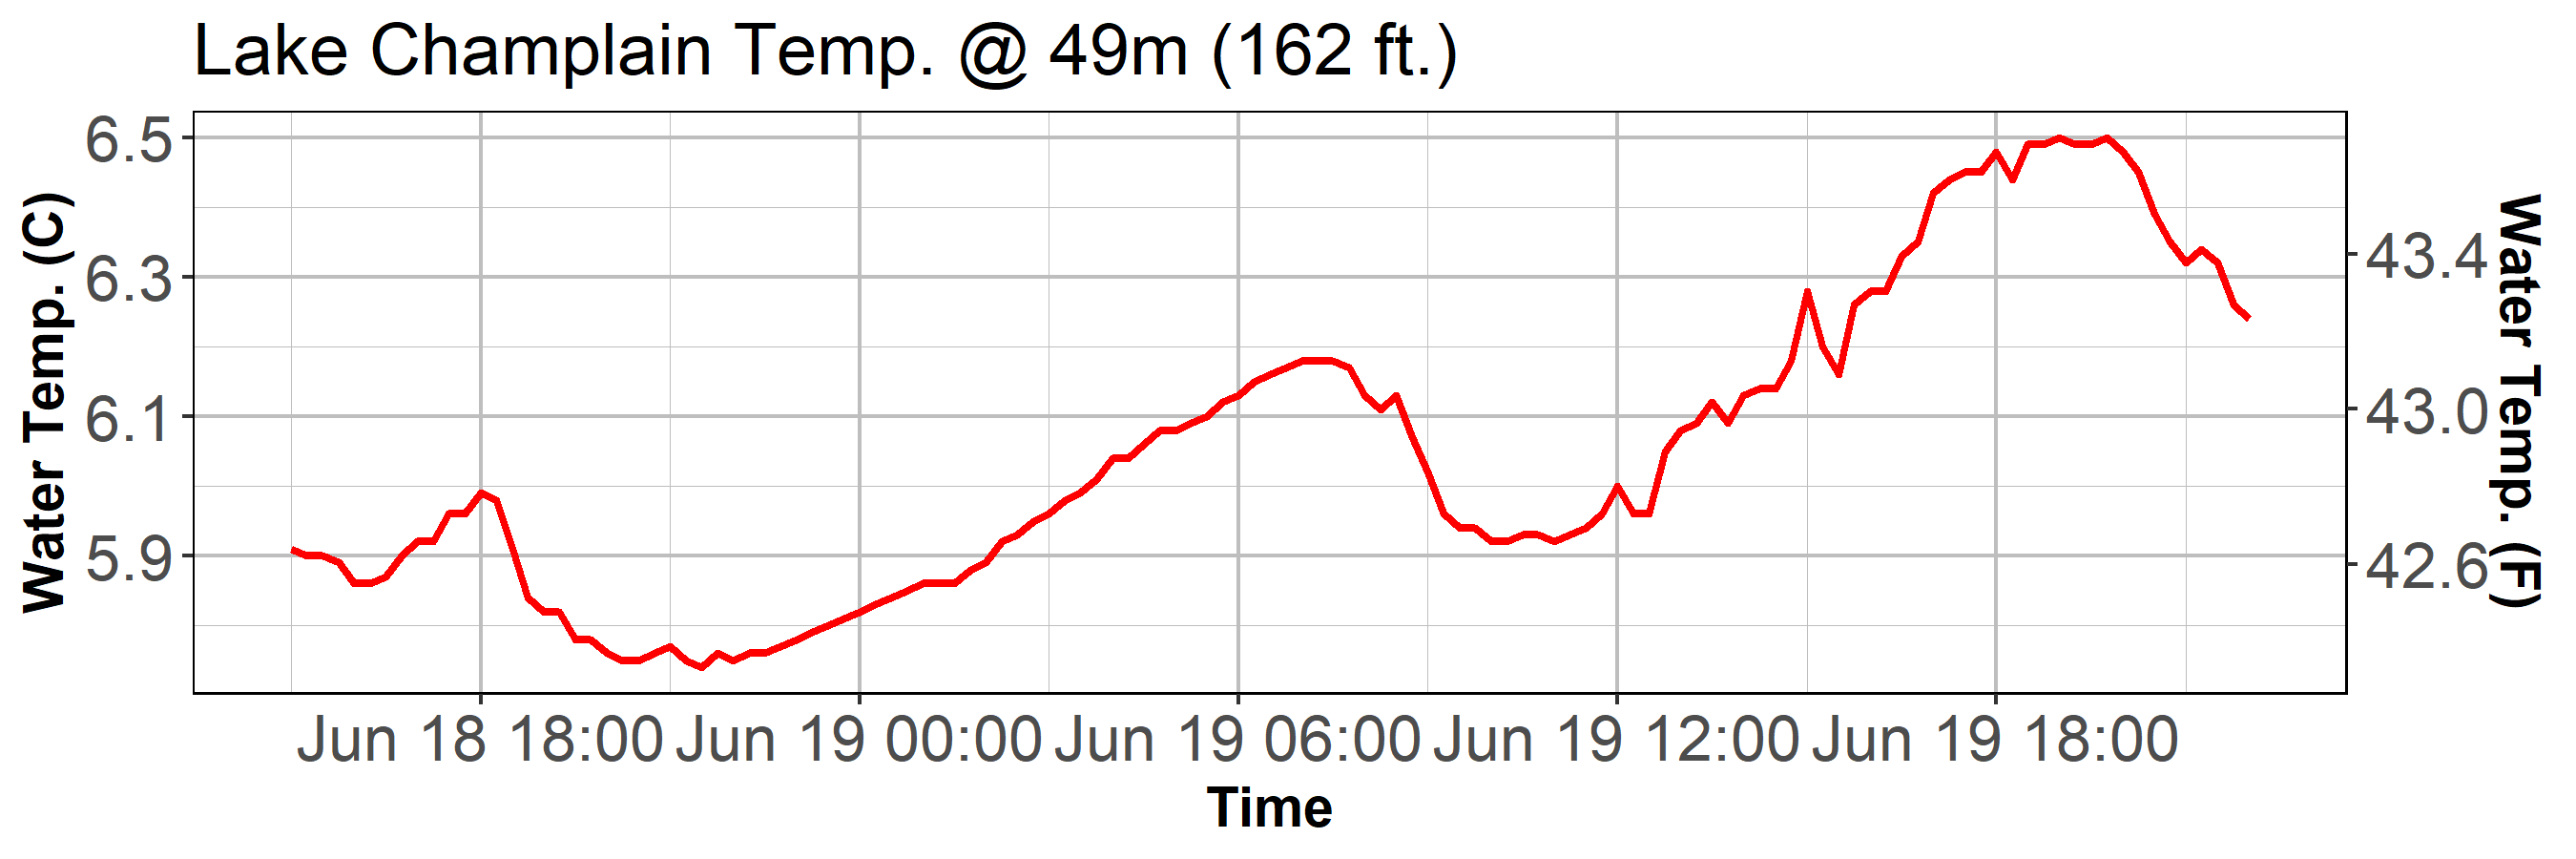 Lake Champlain Temp. @ 49m (162 ft.)
Water Temp. (C)
6.5
6.3
6.1
5.9
43.4
43.0
42.6
Water Temp. (F)
Jun 18 18:00 Jun 19 00:00 Jun 19 06:00 Jun 19 12:00 Jun 19 18:00
Time